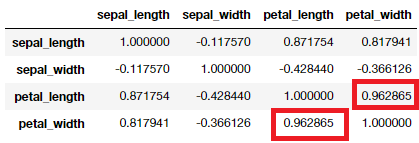 sepal_length sepal_width petal_length petal_width
sepal_length 1.000000 -0.117570 0.871754 0.817941
sepal_width -0.117570 1.000000 -0.428440 -0.366126
petal_length 0.871754 -0.428440 1.000000 0.962865
petal_width 0.817941 -0.366126 0.962865 1.000000